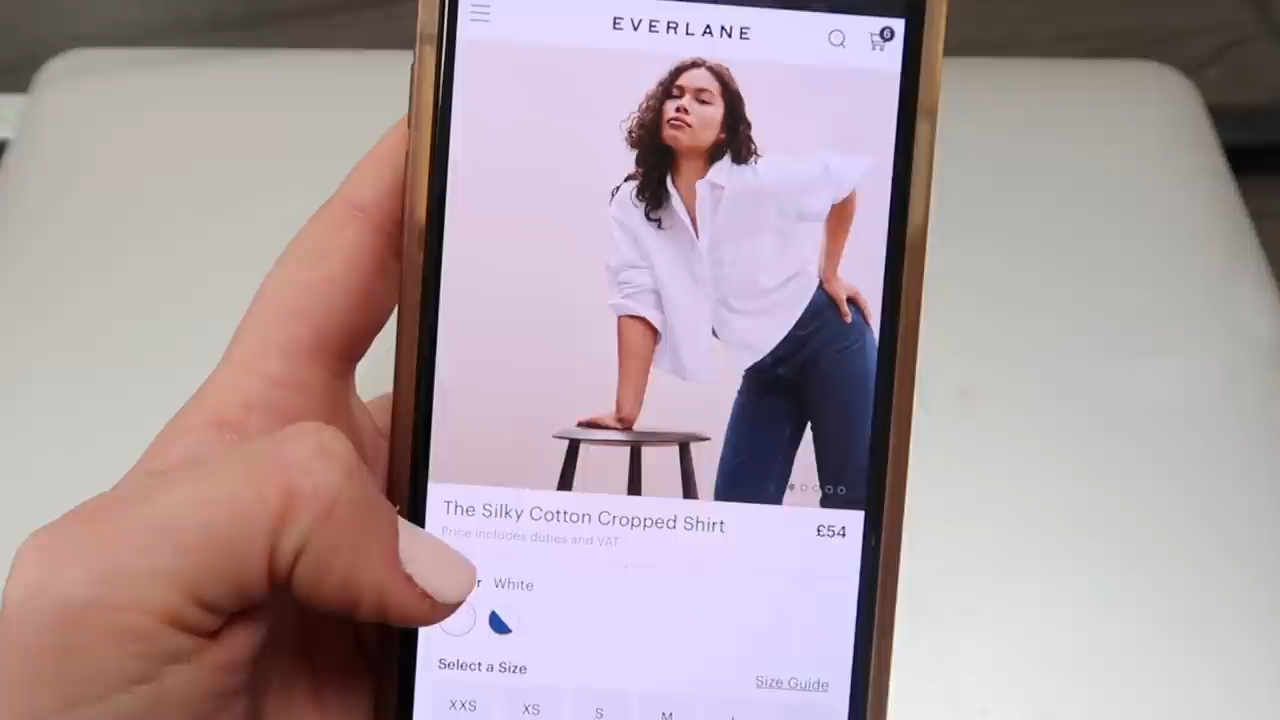 EVERLANE
6
The Silky Cotton Cropped Shirt £54
Price includes duties and VAT
r White
Select a Size
Size Guide
XXS XS S M